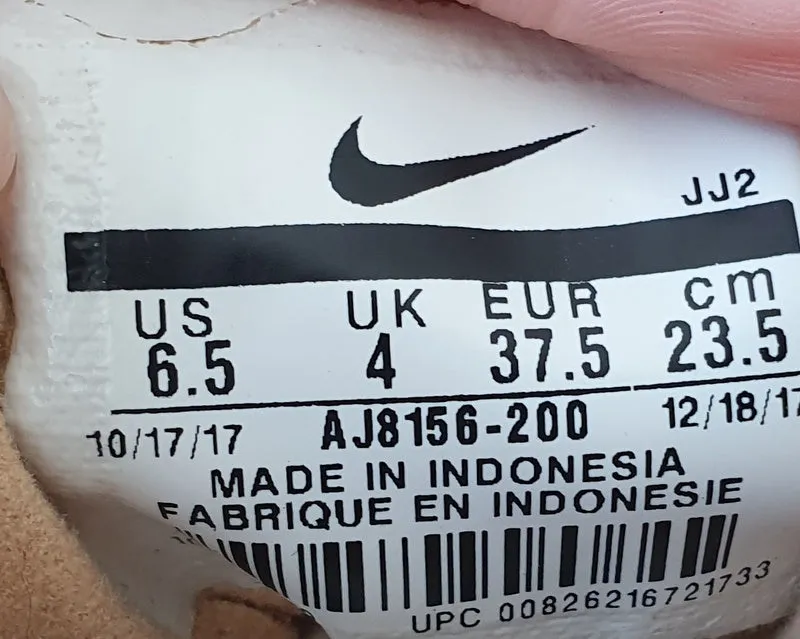 JJ2
US UK EUR cm
6.5 4 37.5 23.5
10/17/17 AJ8156-200 12/18/17
MADE IN INDONESIA
FABRIQUE EN INDONESIE
UPC 00826216721733